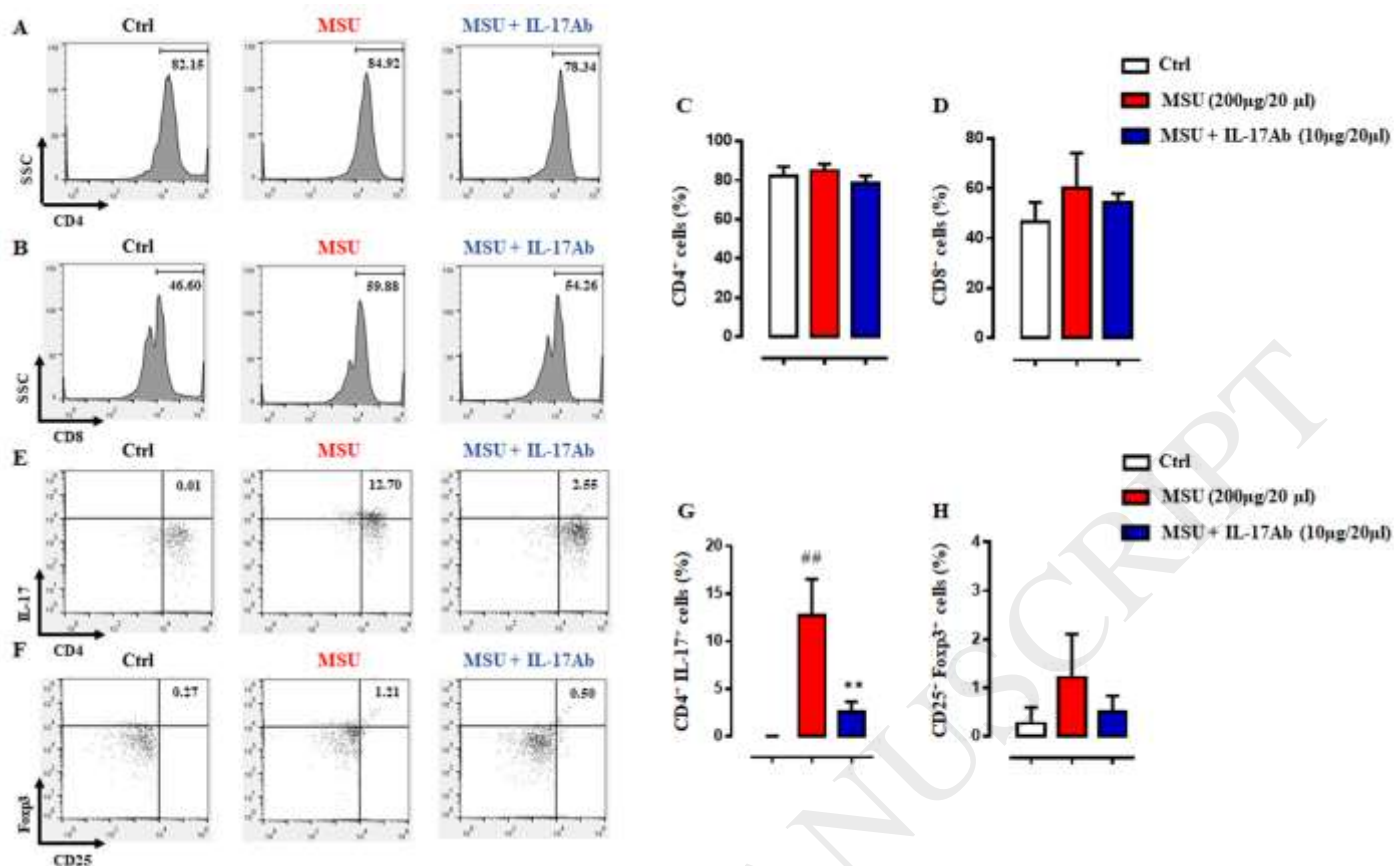 A Ctrl MSU MSU + IL-17Ab
82.15 84.92 78.34
SSC
CD4
B Ctrl MSU MSU + IL-17Ab
46.60 59.88 54.26
SSC
CD8
E Ctrl MSU MSU + IL-17Ab
0.01 12.70 2.55
IL-17
CD4
F Ctrl MSU MSU + IL-17Ab
0.27 1.21 0.50
Foxp3
CD25
Ctrl
MSU (200µg/20 µl)
MSU + IL-17Ab (10µg/20µl)
C
CD4⁺ cells (%)
100
80
60
40
20
0
D
CD8⁺ cells (%)
80
60
40
20
0
Ctrl
MSU (200µg/20 µl)
MSU + IL-17Ab (10µg/20µl)
G
CD4⁺ IL-17⁺ cells (%)
20
15
10
5
0
##
**
H
CD25⁺ Foxp3⁺ cells (%)
4
3
2
1
0
NUSCRIPT